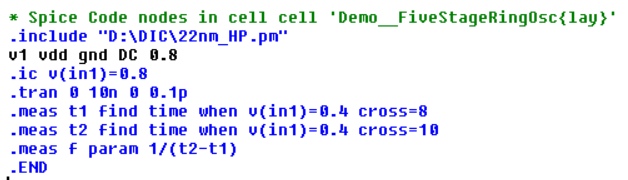 * Spice Code nodes in cell cell 'Demo__FiveStageRingOsc{lay}'
.include "D:\DIC\22nm_HP.pm"
v1 vdd gnd DC 0.8
.ic v(in1)=0.8
.tran 0 10n 0 0.1p
.meas t1 find time when v(in1)=0.4 cross=8
.meas t2 find time when v(in1)=0.4 cross=10
.meas f param 1/(t2-t1)
.END